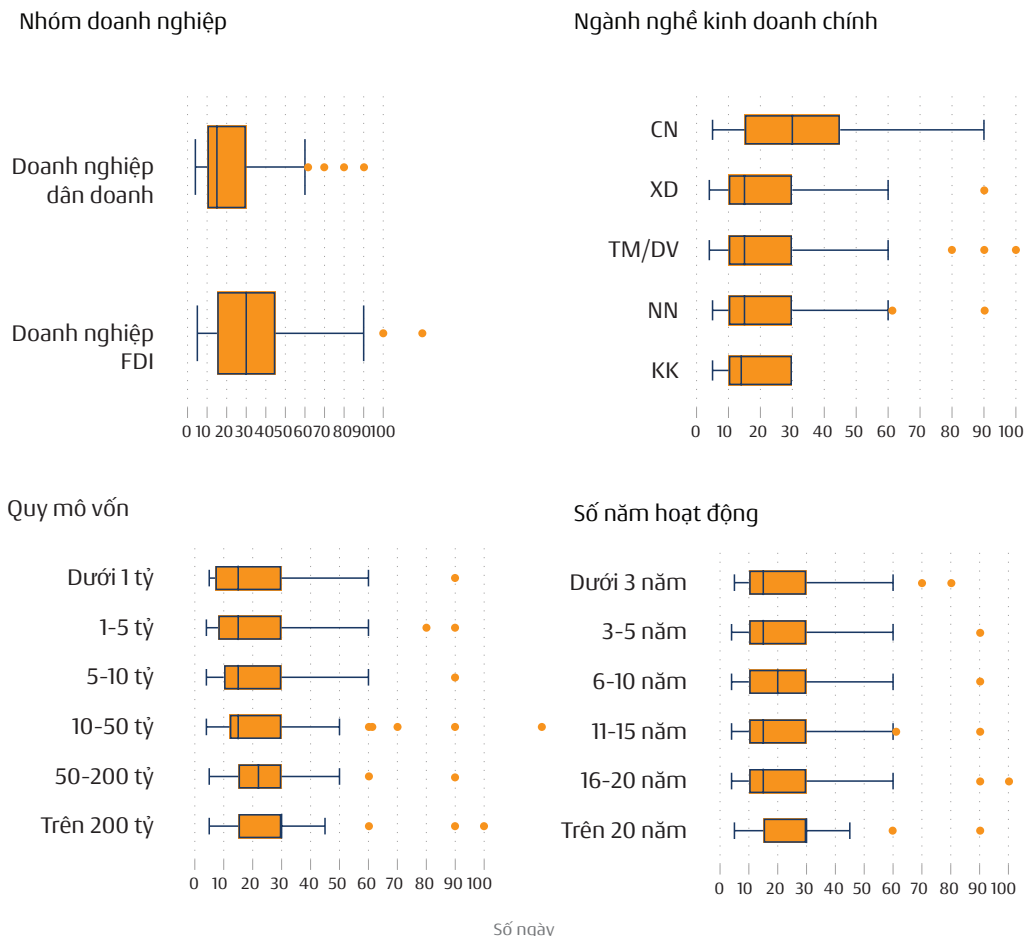 Nhóm doanh nghiệp
Doanh nghiệp
dân doanh
Doanh nghiệp
FDI
0 10 20 30 40 50 60 70 80 90 100
Ngành nghề kinh doanh chính
CN
XD
TM/DV
NN
KK
0 10 20 30 40 50 60 70 80 90 100
Quy mô vốn
Dưới 1 tỷ
1-5 tỷ
5-10 tỷ
10-50 tỷ
50-200 tỷ
Trên 200 tỷ
0 10 20 30 40 50 60 70 80 90 100
Số năm hoạt động
Dưới 3 năm
3-5 năm
6-10 năm
11-15 năm
16-20 năm
Trên 20 năm
0 10 20 30 40 50 60 70 80 90 100
Số ngày